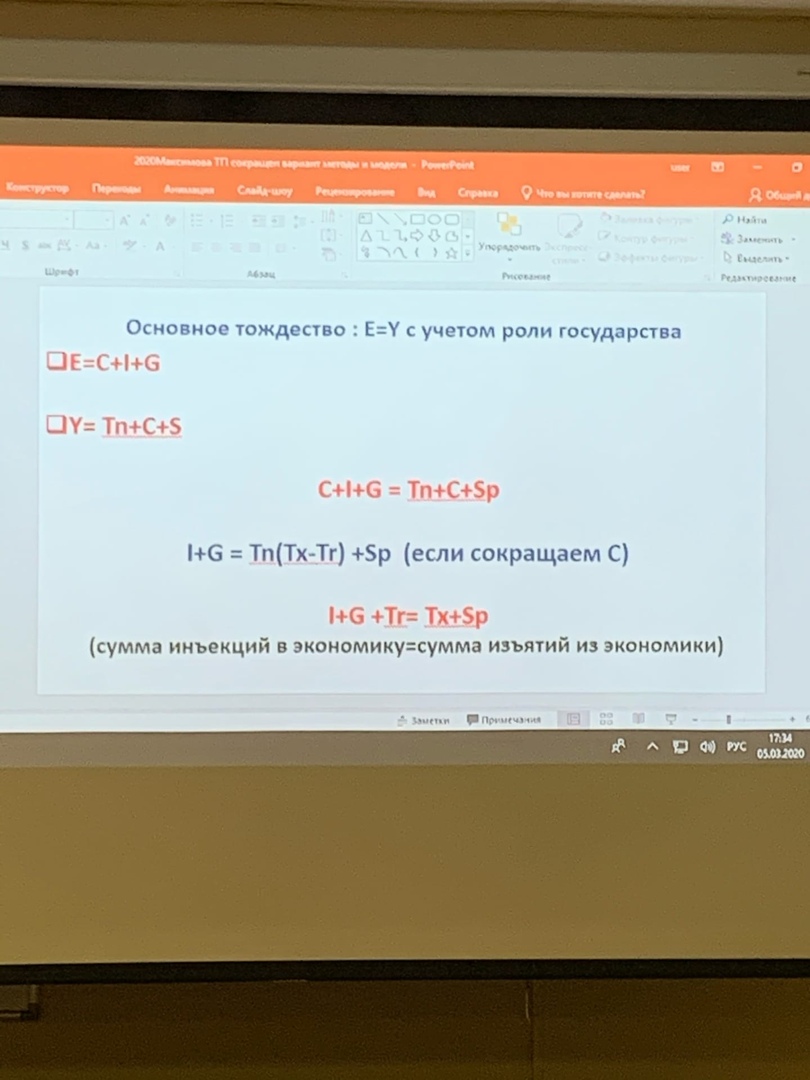 2020Максимова ТП сокращен вариант методы и модели - PowerPoint
user
Конструктор Переходы Анимация Слайд-шоу Рецензирование Вид Справка Что вы хотите сделать? Общий
Найти
Заменить
Выделить
Упорядочить
Заливка фигуры
Контур фигуры
Эффекты фигуры
Шрифт Абзац Рисование Редактирование
Основное тождество : E=Y с учетом роли государства
E=C+I+G
Y= Tn+C+S
C+I+G = Tn+C+Sp
I+G = Tn(Tx-Tr) +Sp (если сокращаем С)
I+G +Tr= Tx+Sp
(сумма инъекций в экономику=сумма изъятий из экономики)
Заметки Примечания
РУС
17:34
05.03.2020